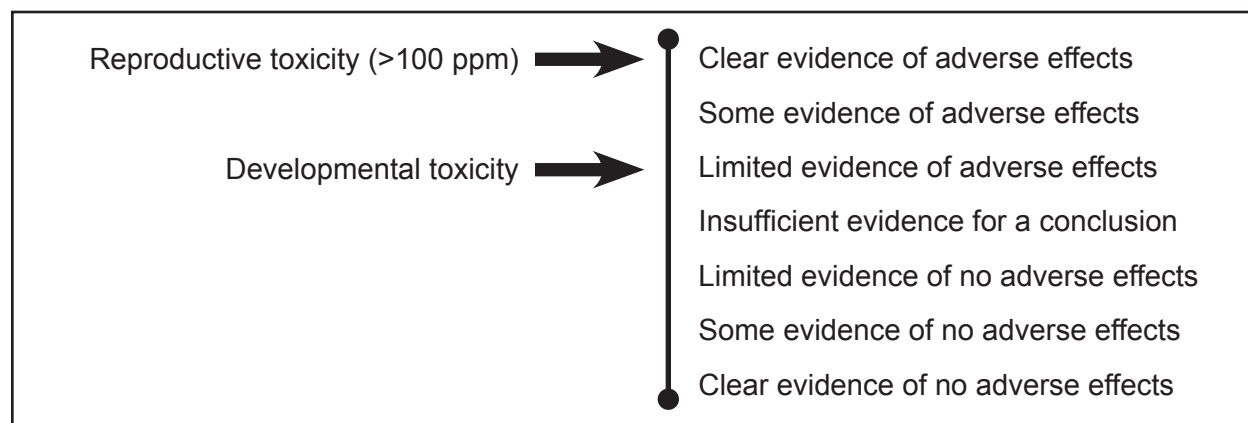 Reproductive toxicity (>100 ppm) Clear evidence of adverse effects
Some evidence of adverse effects
Developmental toxicity Limited evidence of adverse effects
Insufficient evidence for a conclusion
Limited evidence of no adverse effects
Some evidence of no adverse effects
Clear evidence of no adverse effects